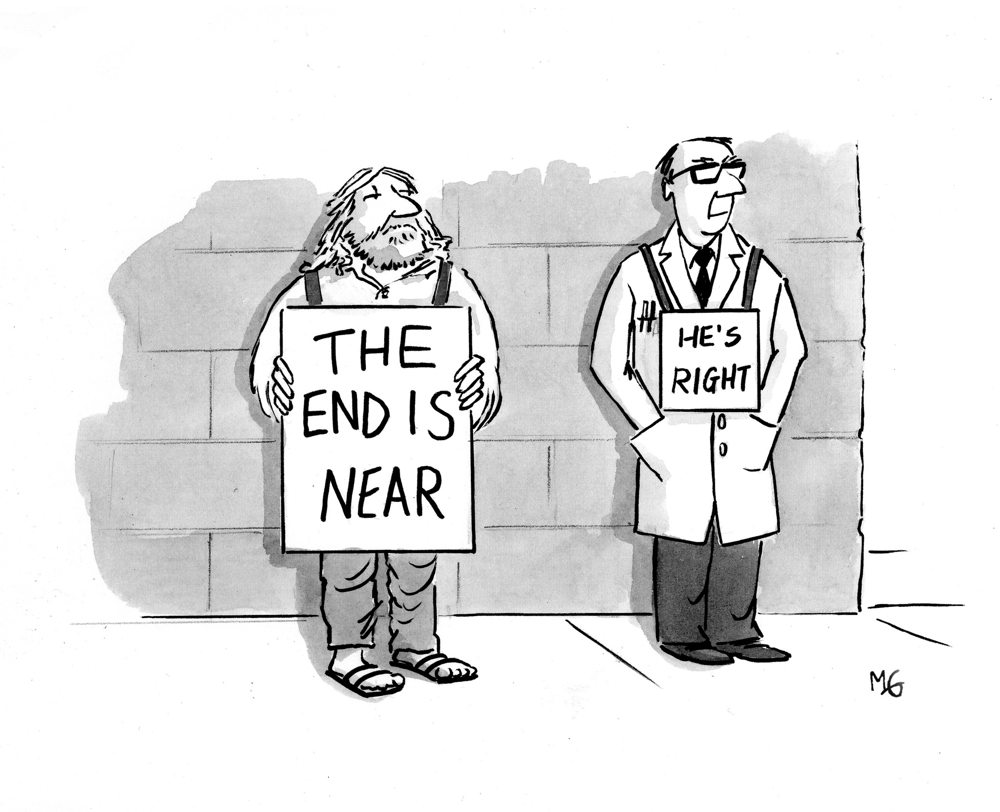 THE
END IS
NEAR
HE'S
RIGHT
MG